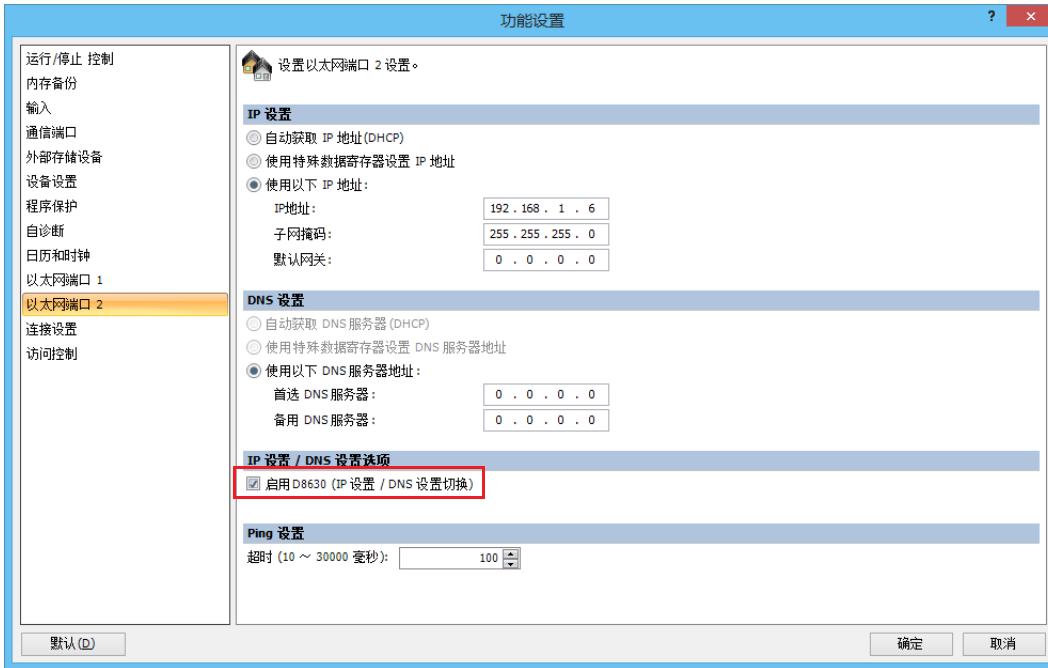 功能设置
?
运行/停止 控制
内存备份
输入
通信端口
外部存储设备
设备设置
程序保护
自诊断
日历和时钟
以太网端口 1
以太网端口 2
连接设置
访问控制
设置以太网端口 2 设置。
IP 设置
自动获取 IP 地址(DHCP)
使用特殊数据寄存器设置 IP 地址
使用以下 IP 地址:
IP地址: 192 . 168 . 1 . 6
子网掩码: 255 . 255 . 255 . 0
默认网关: 0 . 0 . 0 . 0
DNS 设置
自动获取 DNS 服务器 (DHCP)
使用特殊数据寄存器设置 DNS 服务器地址
使用以下 DNS 服务器地址:
首选 DNS 服务器: 0 . 0 . 0 . 0
备用 DNS 服务器: 0 . 0 . 0 . 0
IP 设置 / DNS 设置选项
启用 D8630 (IP 设置 / DNS 设置切换)
Ping 设置
超时 (10 ～ 30000 毫秒): 100
默认(D) 确定 取消